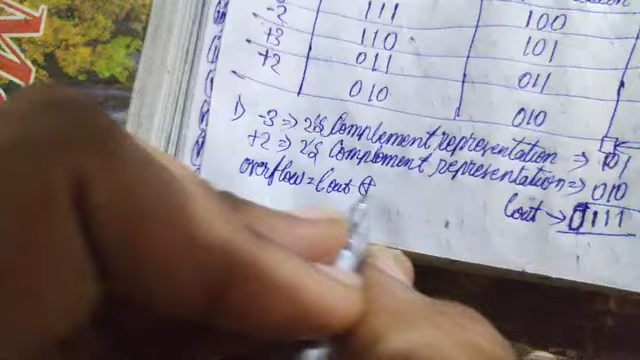 -2 111 100
+3 110 101
+2 011 011
010 010
1) -3 => 2's Complement representation => 101
+2 => 2's Complement representation => 010
overflow = Cout ⊕
Cout → 0111